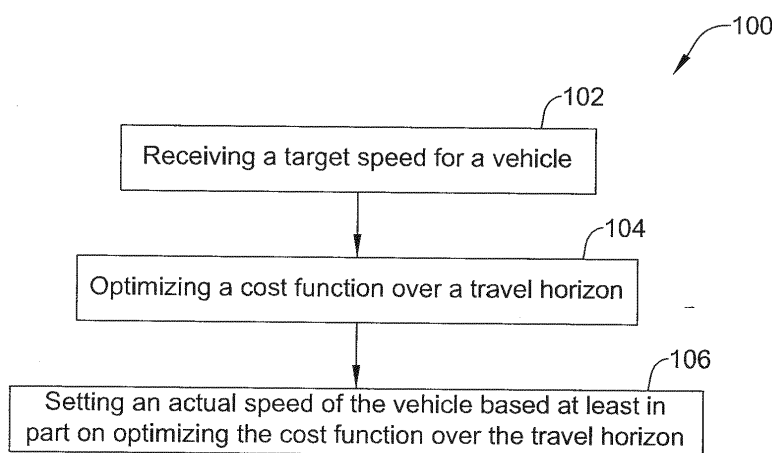 100
102
Receiving a target speed for a vehicle
104
Optimizing a cost function over a travel horizon
106
Setting an actual speed of the vehicle based at least in
part on optimizing the cost function over the travel horizon